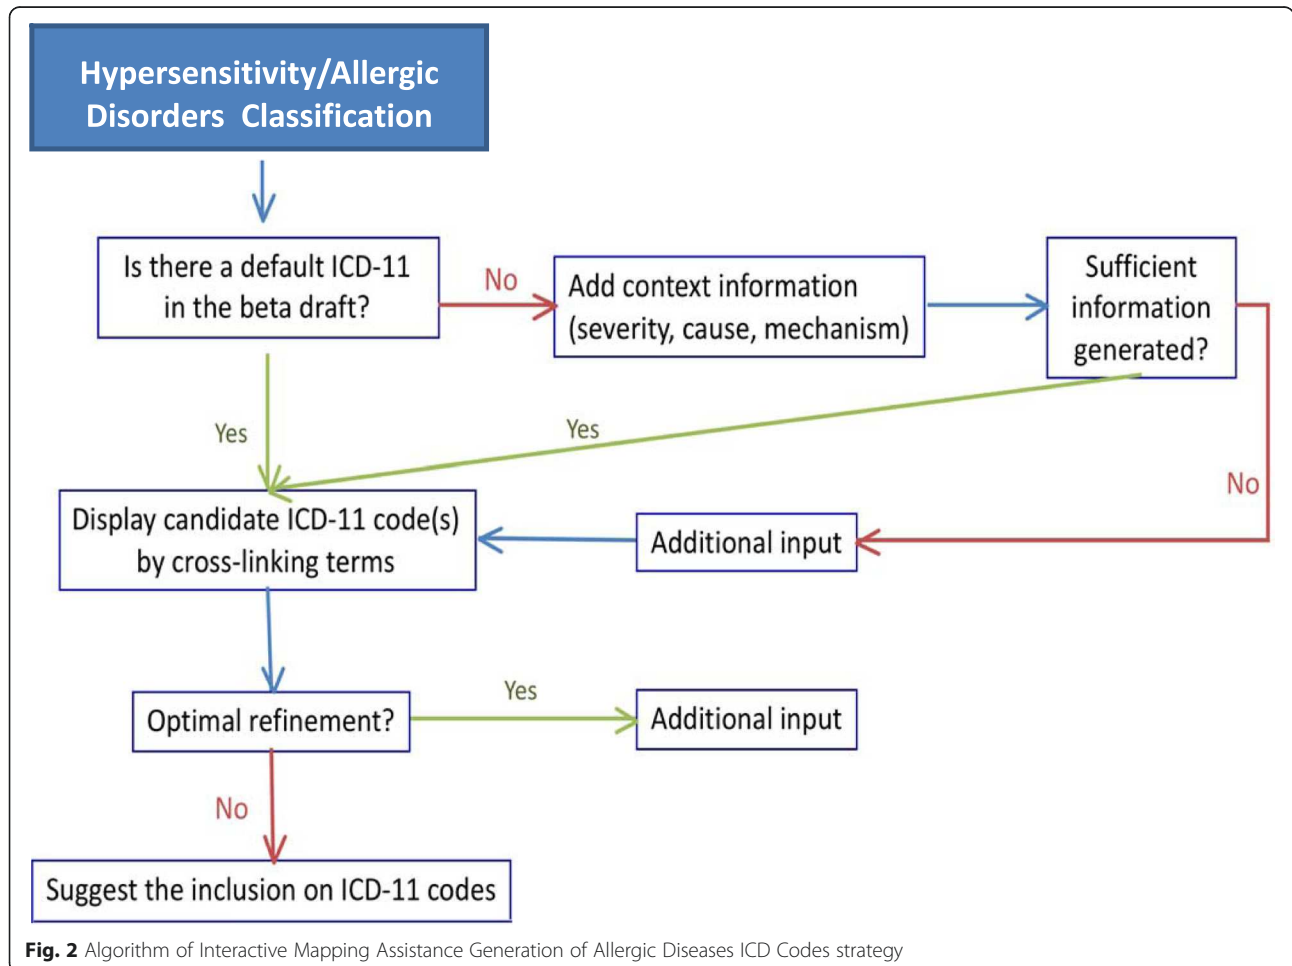 Hypersensitivity/Allergic
Disorders Classification
Is there a default ICD-11
in the beta draft?
No
Add context information
(severity, cause, mechanism)
Sufficient
information
generated?
Yes
Yes
No
Display candidate ICD-11 code(s)
by cross-linking terms
Additional input
Optimal refinement?
Yes
Additional input
No
Suggest the inclusion on ICD-11 codes
Fig. 2 Algorithm of Interactive Mapping Assistance Generation of Allergic Diseases ICD Codes strategy